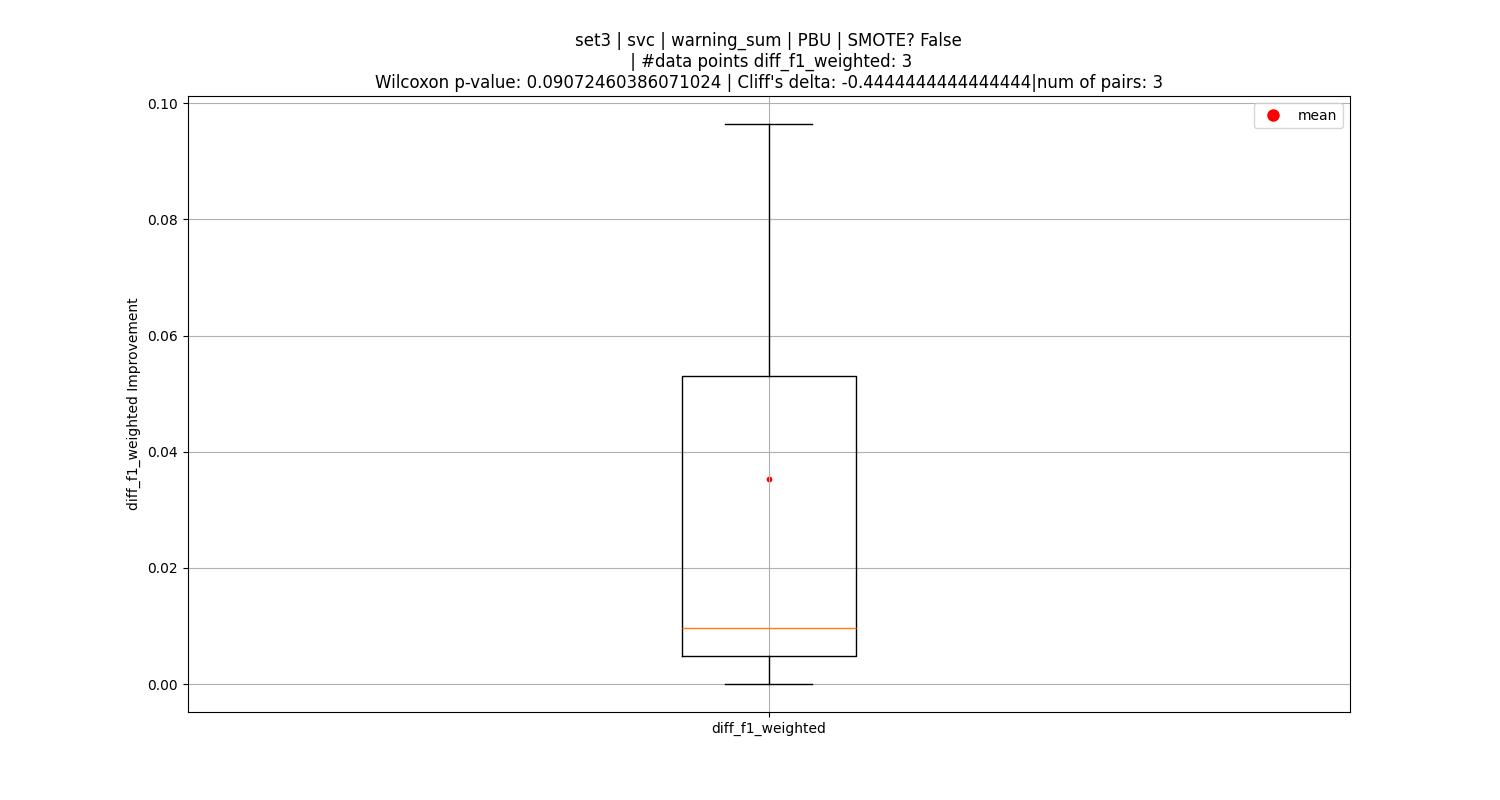 set3 | svc | warning_sum | PBU | SMOTE? False
| #data points diff_f1_weighted: 3
Wilcoxon p-value: 0.09072460386071024 | Cliff's delta: -0.4444444444444444|num of pairs: 3
mean
diff_f1_weighted Improvement
0.10
0.08
0.06
0.04
0.02
0.00
diff_f1_weighted